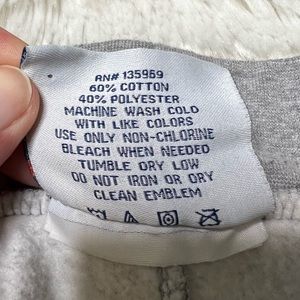 RN# 135969
60% COTTON
40% POLYESTER
MACHINE WASH COLD
WITH LIKE COLORS
USE ONLY NON-CHLORINE
BLEACH WHEN NEEDED
TUMBLE DRY LOW
DO NOT IRON OR DRY
CLEAN EMBLEM